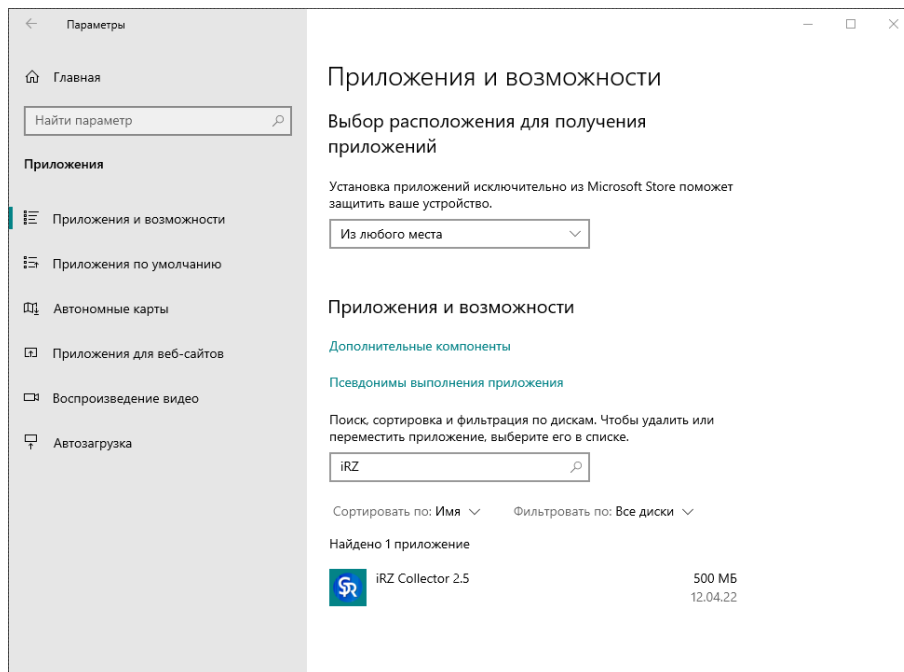 Параметры
Главная
Найти параметр
Приложения
Приложения и возможности
Приложения по умолчанию
Автономные карты
Приложения для веб-сайтов
Воспроизведение видео
Автозагрузка
Приложения и возможности
Выбор расположения для получения
приложений
Установка приложений исключительно из Microsoft Store поможет
защитить ваше устройство.
Из любого места
Приложения и возможности
Дополнительные компоненты
Псевдонимы выполнения приложения
Поиск, сортировка и фильтрация по дискам. Чтобы удалить или
переместить приложение, выберите его в списке.
iRZ
Сортировать по: Имя Фильтровать по: Все диски
Найдено 1 приложение
iRZ Collector 2.5 500 МБ
12.04.22